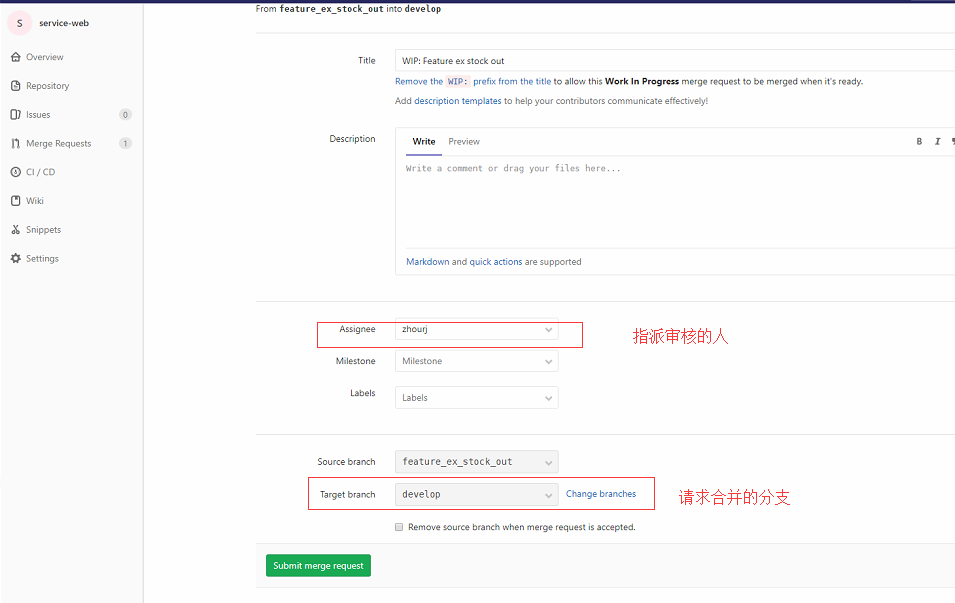 From feature_ex_stock_out into develop
S service-web
Overview
Repository
Issues 0
Merge Requests 1
CI / CD
Wiki
Snippets
Settings
Title WIP: Feature ex stock out
Remove the WIP: prefix from the title to allow this Work In Progress merge request to be merged when it's ready.
Add description templates to help your contributors communicate effectively!
Description Write Preview B I
Write a comment or drag your files here...
Markdown and quick actions are supported
Assignee zhourj 指派审核的人
Milestone Milestone
Labels Labels
Source branch feature_ex_stock_out
Target branch develop Change branches 请求合并的分支
Remove source branch when merge request is accepted.
Submit merge request